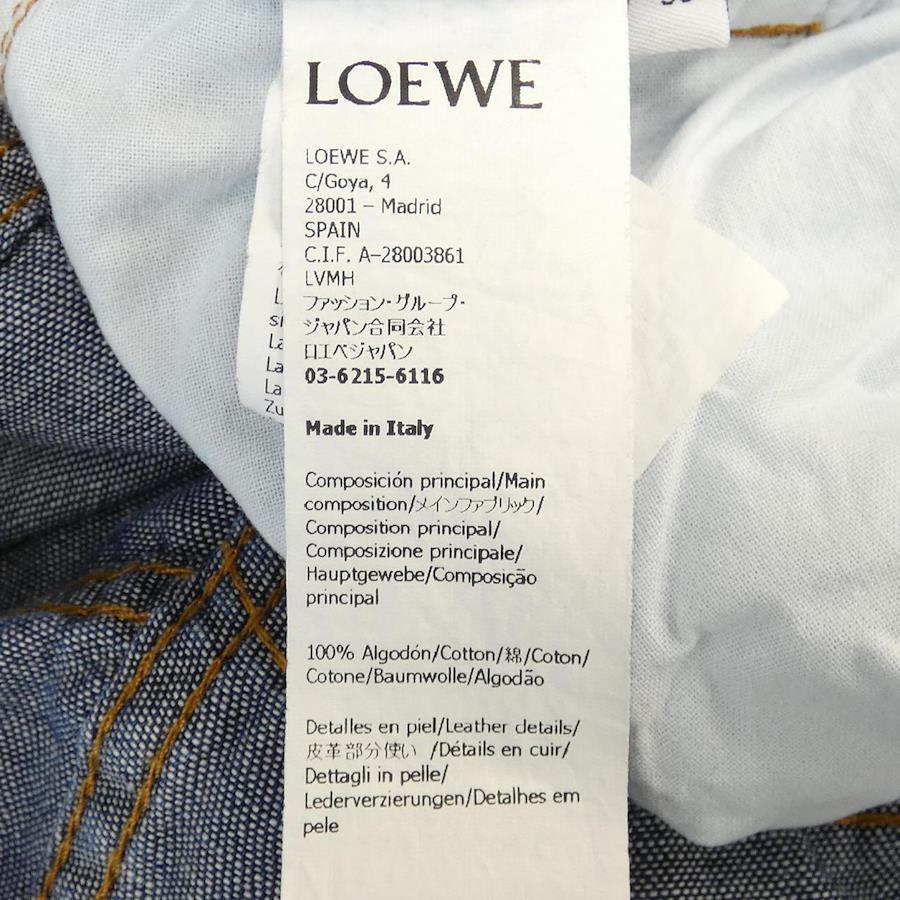 LOEWE
LOEWE S.A.
C/Goya, 4
28001 – Madrid
SPAIN
C.I.F. A-28003861
LVMH
ファッション・グループ・
ジャパン合同会社
ロエベジャパン
03-6215-6116
Made in Italy
Composición principal/Main
composition/メインファブリック/
Composition principal/
Composizione principale/
Hauptgewebe/Composição
principal
100% Algodón/Cotton/綿/Coton/
Cotone/Baumwolle/Algodão
Detalles en piel/Leather details/
皮革部分使い /Détails en cuir/
Dettagli in pelle/
Lederverzierungen/Detalhes em
pele